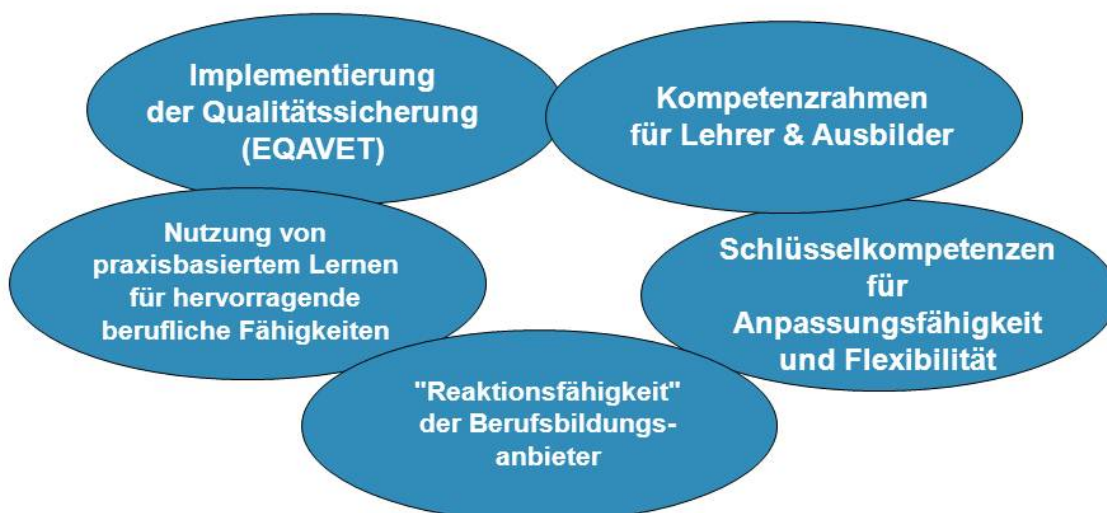 Implementierung
der Qualitätssicherung
(EQAVET)
Kompetenzrahmen
für Lehrer & Ausbilder
Nutzung von
praxisbasiertem Lernen
für hervorragende
berufliche Fähigkeiten
Schlüsselkompetenzen
für
Anpassungsfähigkeit
und Flexibilität
"Reaktionsfähigkeit"
der Berufsbildungs-
anbieter